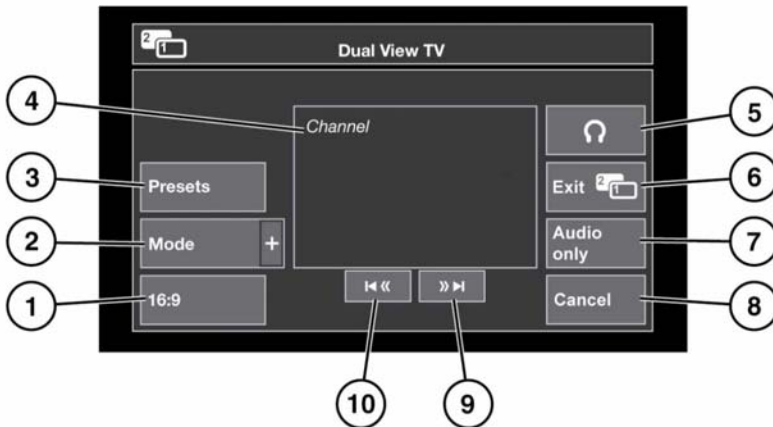 2
1
Dual View TV
4
Channel
5
3
Presets
Exit 2 1
6
2
Mode +
Audio
only
7
1
16:9
Cancel
8
10
9